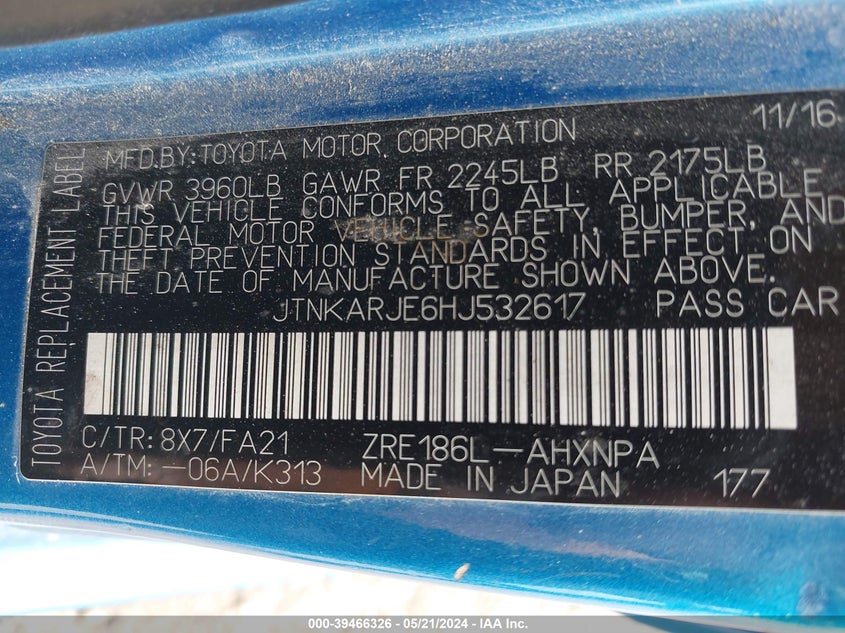 TOYOTA REPLACEMENT LABEL
MFD.BY:TOYOTA MOTOR CORPORATION 11/16
GVWR 3960LB GAWR FR 2245LB RR 2175LB
THIS VEHICLE CONFORMS TO ALL APPLICABLE
FEDERAL MOTOR VEHICLE SAFETY, BUMPER, AND
THEFT PREVENTION STANDARDS IN EFFECT ON
THE DATE OF MANUFACTURE SHOWN ABOVE.
JTNKARJE6HJ532617 PASS CAR
C/TR: 8X7/FA21 ZRE186L—AHXNPA
A/TM: —06A/K313 MADE IN JAPAN 177
000-39466326 - 05/21/2024 - IAA Inc.